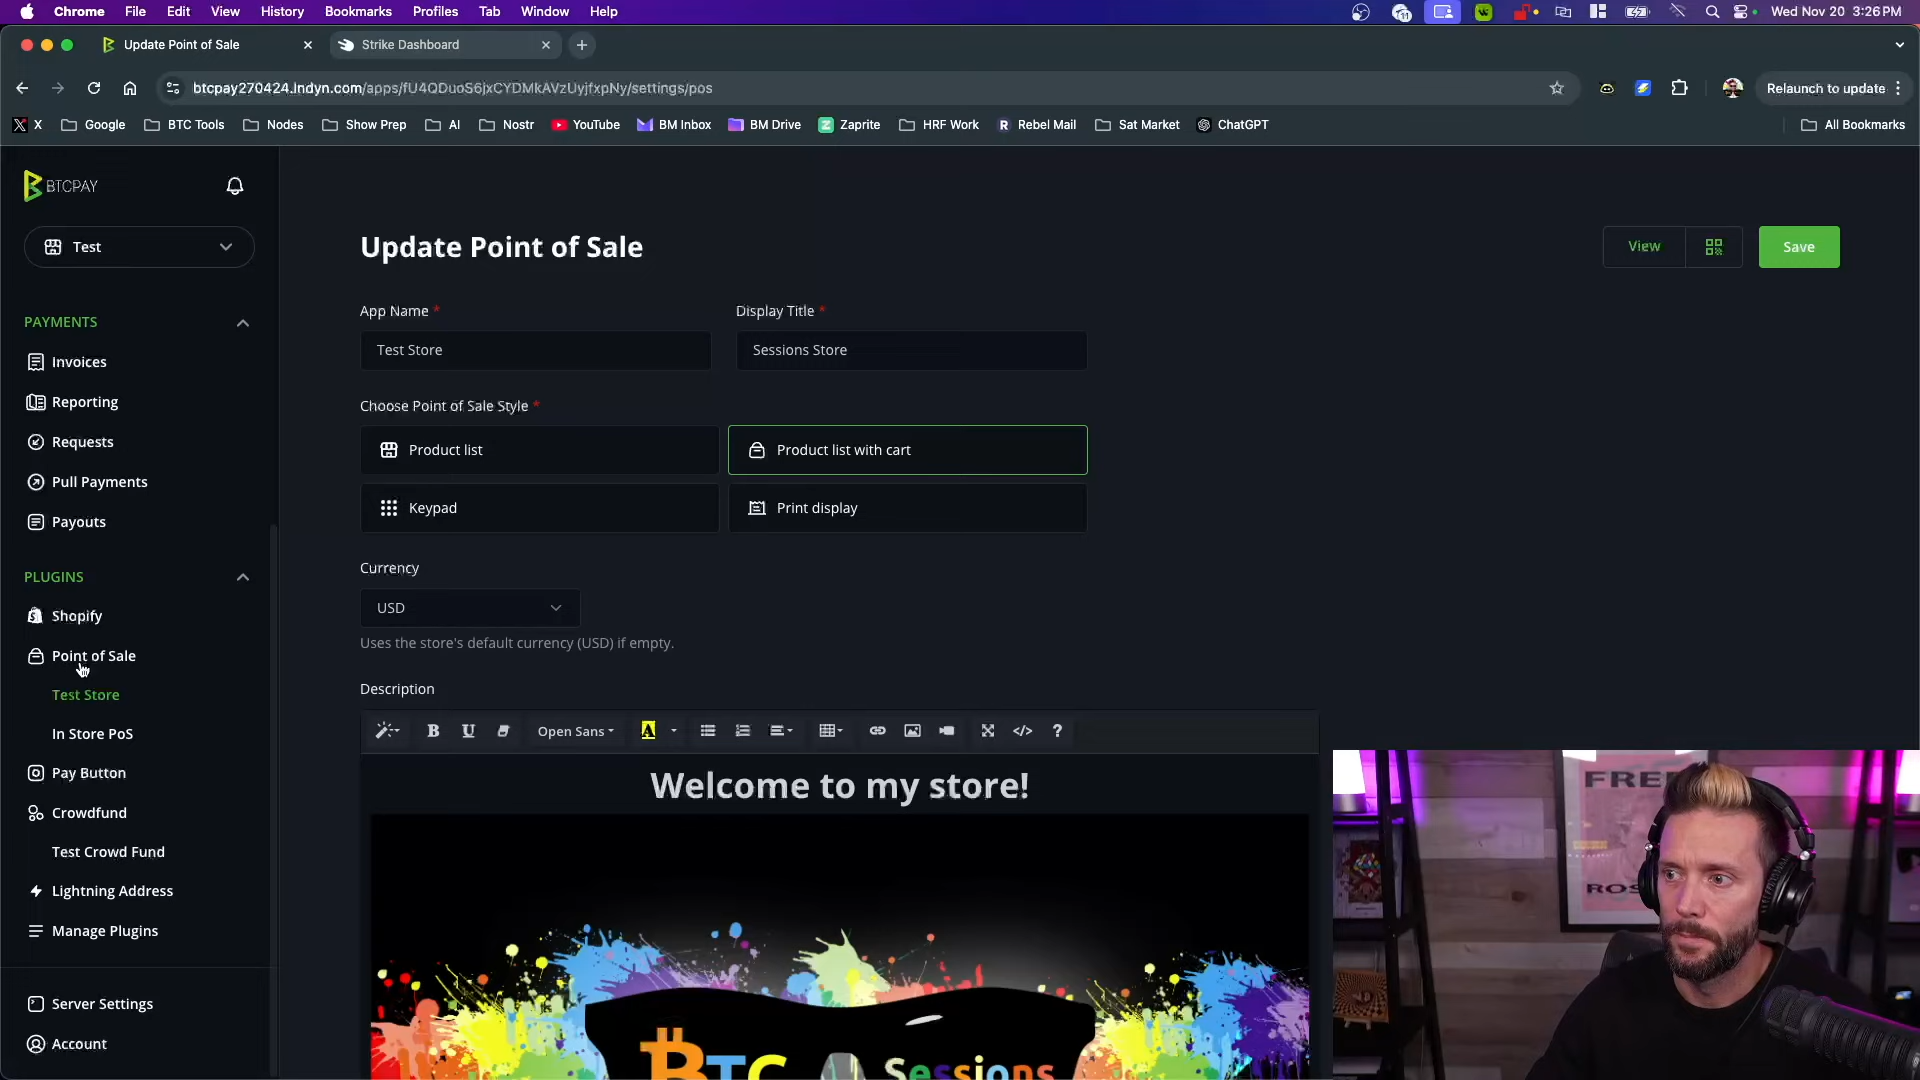 Chrome File Edit View History Bookmarks Profiles Tab Window Help
11
Wed Nov 20 3:26 PM
Update Point of Sale
Strike Dashboard
btcpay270424.lndyn.com/apps/fU4QDuoS6jxCYDMkAVzUyjfxpNy/settings/pos
Relaunch to update
X Google BTC Tools Nodes Show Prep AI Nostr YouTube BM Inbox BM Drive Zaprite HRF Work Rebel Mail Sat Market ChatGPT All Bookmarks
BTCPAY
Test
PAYMENTS
Invoices
Reporting
Requests
Pull Payments
Payouts
PLUGINS
Shopify
Point of Sale
Test Store
In Store PoS
Pay Button
Crowdfund
Test Crowd Fund
Lightning Address
Manage Plugins
Server Settings
Account
Update Point of Sale
View
Save
App Name *
Display Title *
Test Store
Sessions Store
Choose Point of Sale Style *
Product list
Product list with cart
Keypad
Print display
Currency
USD
Uses the store's default currency (USD) if empty.
Description
B U Open Sans A </> ?
Welcome to my store!
BTC Sessions
FREE
ROS